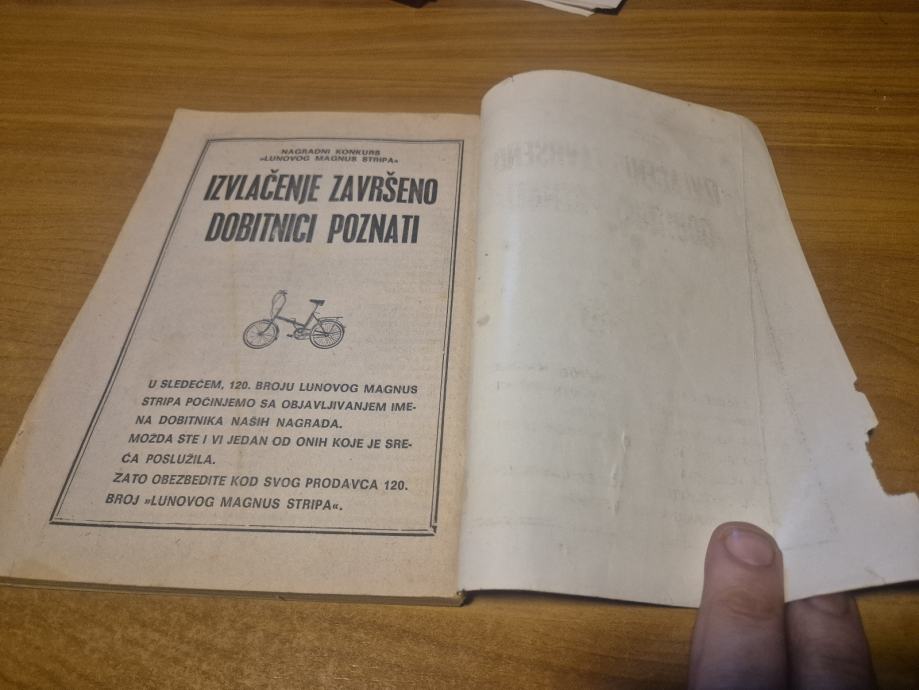 NAGRADNI KONKURS
»LUNOVOG MAGNUS STRIPA«
IZVLAČENJE ZAVRŠENO
DOBITNICI POZNATI
U SLEDEĆEM, 120. BROJU LUNOVOG MAGNUS
STRIPA POČINJEMO SA OBJAVLJIVANJEM IME-
NA DOBITNIKA NAŠIH NAGRADA.
MOŽDA STE I VI JEDAN OD ONIH KOJE JE SRE-
ĆA POSLUŽILA.
ZATO OBEZBEDITE KOD SVOG PRODAVCA 120.
BROJ »LUNOVOG MAGNUS STRIPA«.